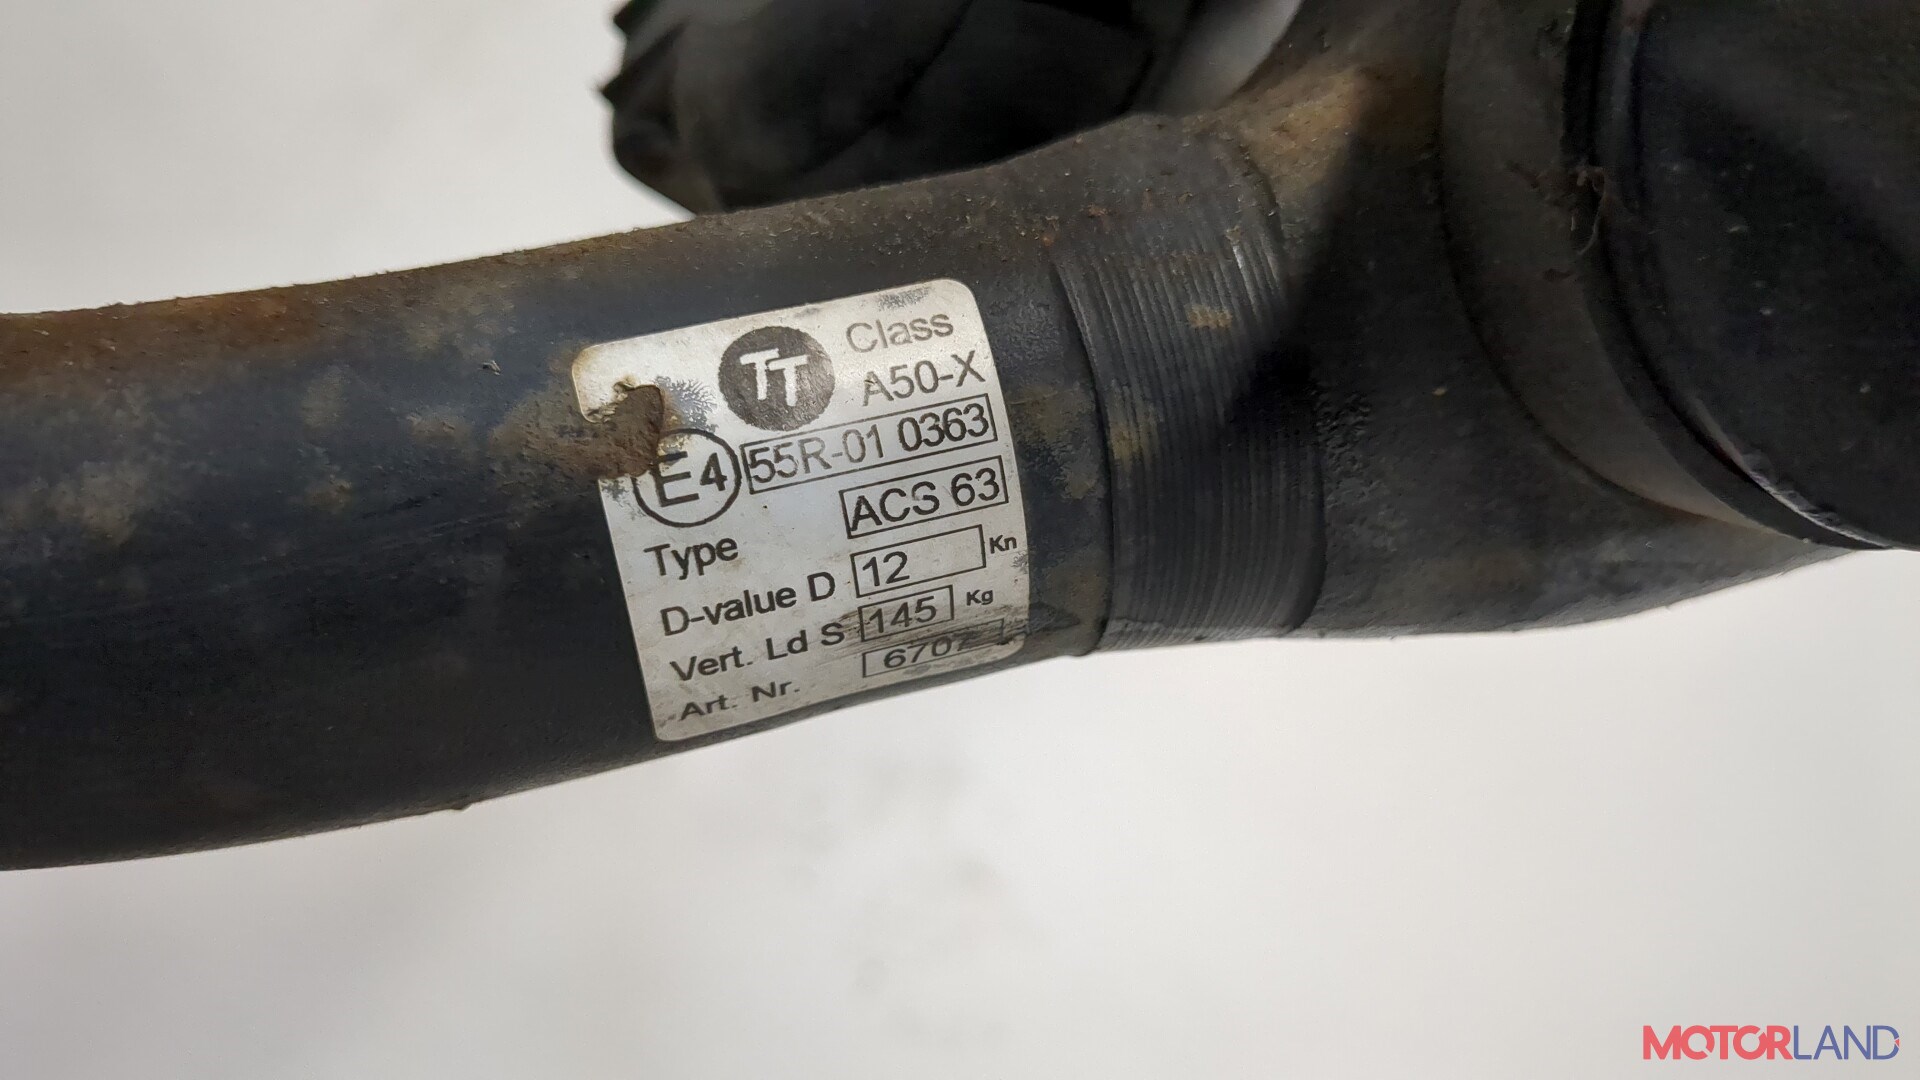 TT Class
A50-X
E4 55R-01 0363
Type ACS 63
D-value D 12 Kn
Vert. Ld S 145 Kg
Art. Nr. 6707
MOTORLAND